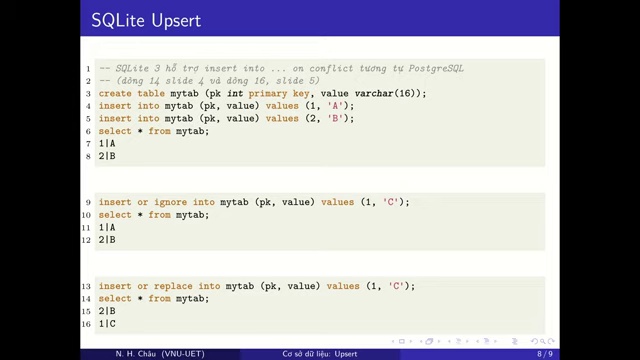 SQLite Upsert
1 -- SQLite 3 hỗ trợ insert into ... on conflict tương tự PostgreSQL
2 -- (dòng 14 slide 4 và dòng 16, slide 5)
3 create table mytab (pk int primary key, value varchar(16));
4 insert into mytab (pk, value) values (1, 'A');
5 insert into mytab (pk, value) values (2, 'B');
6 select * from mytab;
7 1|A
8 2|B
9 insert or ignore into mytab (pk, value) values (1, 'C');
10 select * from mytab;
11 1|A
12 2|B
13 insert or replace into mytab (pk, value) values (1, 'C');
14 select * from mytab;
15 2|B
16 1|C
N. H. Châu (VNU-UET) Cơ sở dữ liệu: Upsert 8 / 9